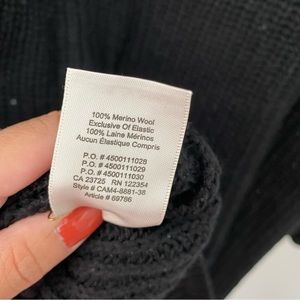 100% Merino Wool
Exclusive Of Elastic
100% Laine Mérinos
Aucun Élastique Compris
P.O. # 4500111028
P.O. # 4500111029
P.O. # 4500111030
CA 23725 RN 122354
Style # CAM4-8881-38
Article # 69786